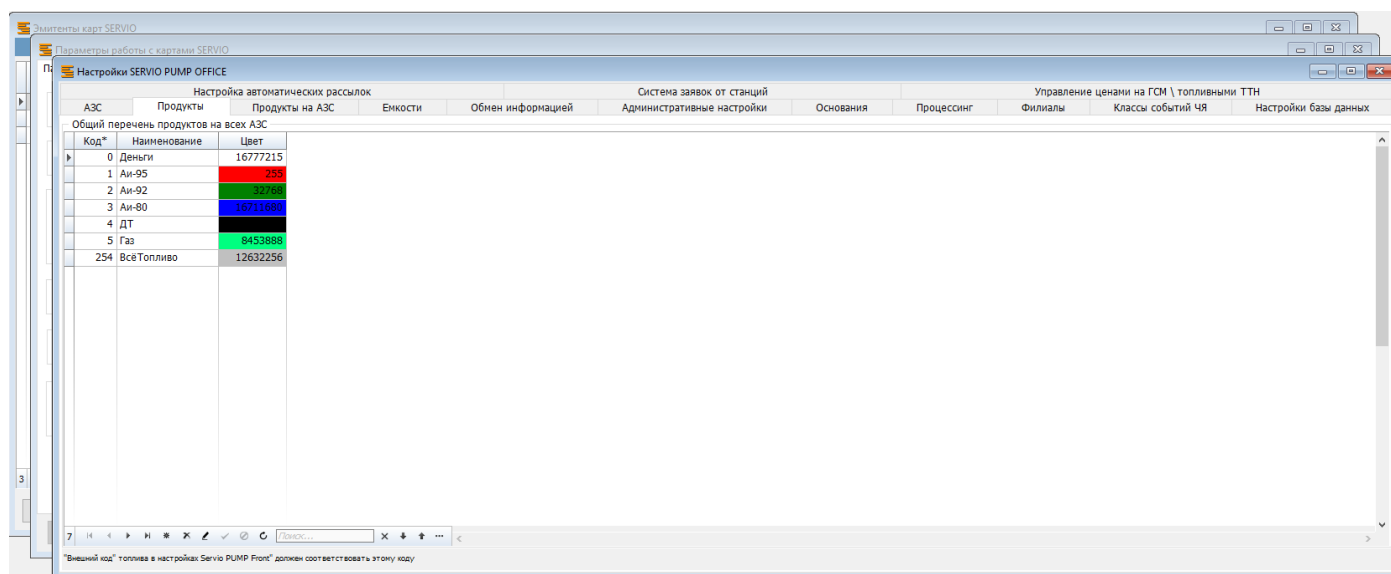 Эмитенты карт SERVIO
Параметры работы с картами SERVIO
Настройки SERVIO PUMP OFFICE
Настройка автоматических рассылок Система заявок от станций Управление ценами на ГСМ \ топливными ТТН
АЗС Продукты Продукты на АЗС Емкости Обмен информацией Административные настройки Основания Процессинг Филиалы Классы событий ЧЯ Настройки базы данных
Общий перечень продуктов на всех АЗС
Код* Наименование Цвет
0 Деньги 16777215
1 Аи-95 255
2 Аи-92 32768
3 Аи-80 16711680
4 ДТ
5 Газ 8453888
254 ВсёТопливо 12632256
3
7 Поиск...
"Внешний код" топлива в настройках Servio PUMP Front" должен соответствовать этому коду